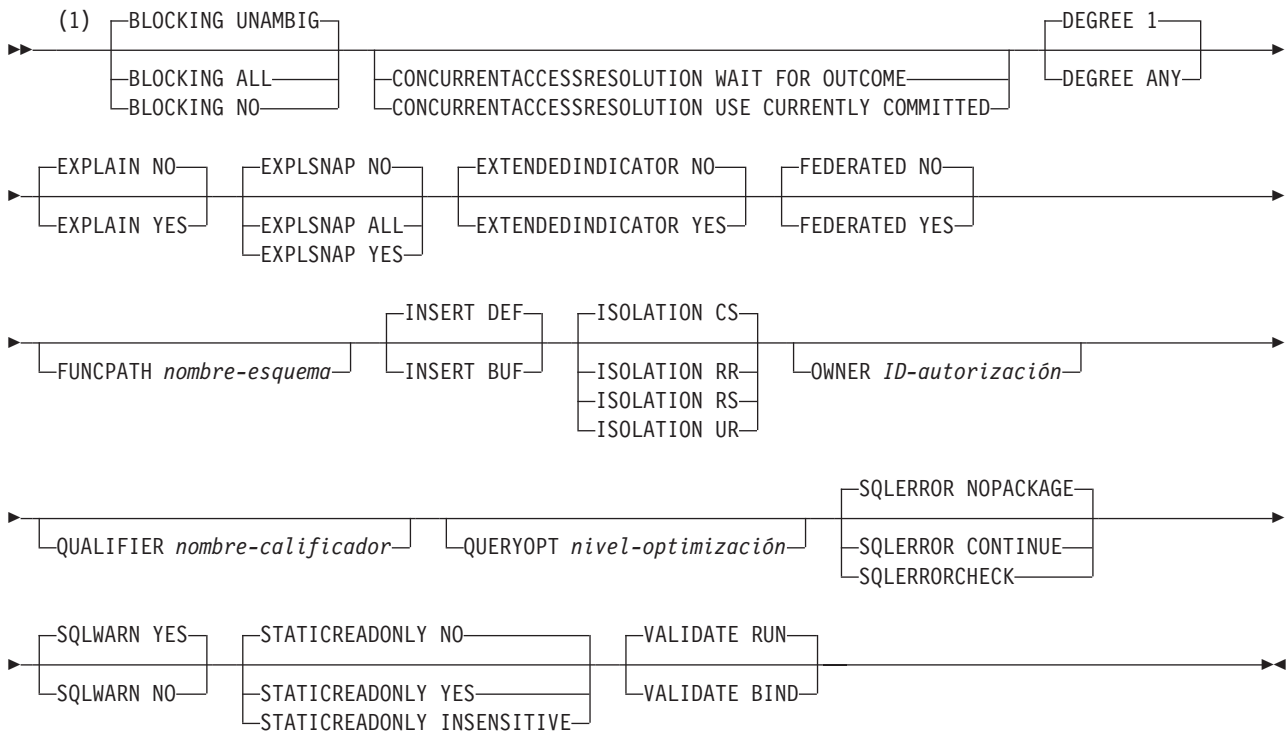 (1) BLOCKING UNAMBIG DEGREE 1
BLOCKING ALL CONCURRENTACCESSRESOLUTION WAIT FOR OUTCOME DEGREE ANY
BLOCKING NO CONCURRENTACCESSRESOLUTION USE CURRENTLY COMMITTED
EXPLAIN NO EXPLSNAP NO EXTENDEDINDICATOR NO FEDERATED NO
EXPLAIN YES EXPLSNAP ALL EXTENDEDINDICATOR YES FEDERATED YES
EXPLSNAP YES
INSERT DEF ISOLATION CS
FUNCPATH nombre-esquema INSERT BUF ISOLATION RR OWNER ID-autorización
ISOLATION RS
ISOLATION UR
SQLERROR NOPACKAGE
QUALIFIER nombre-calificador QUERYOPT nivel-optimización SQLERROR CONTINUE
SQLERRORCHECK
SQLWARN YES STATICREADONLY NO VALIDATE RUN
SQLWARN NO STATICREADONLY YES VALIDATE BIND
STATICREADONLY INSENSITIVE